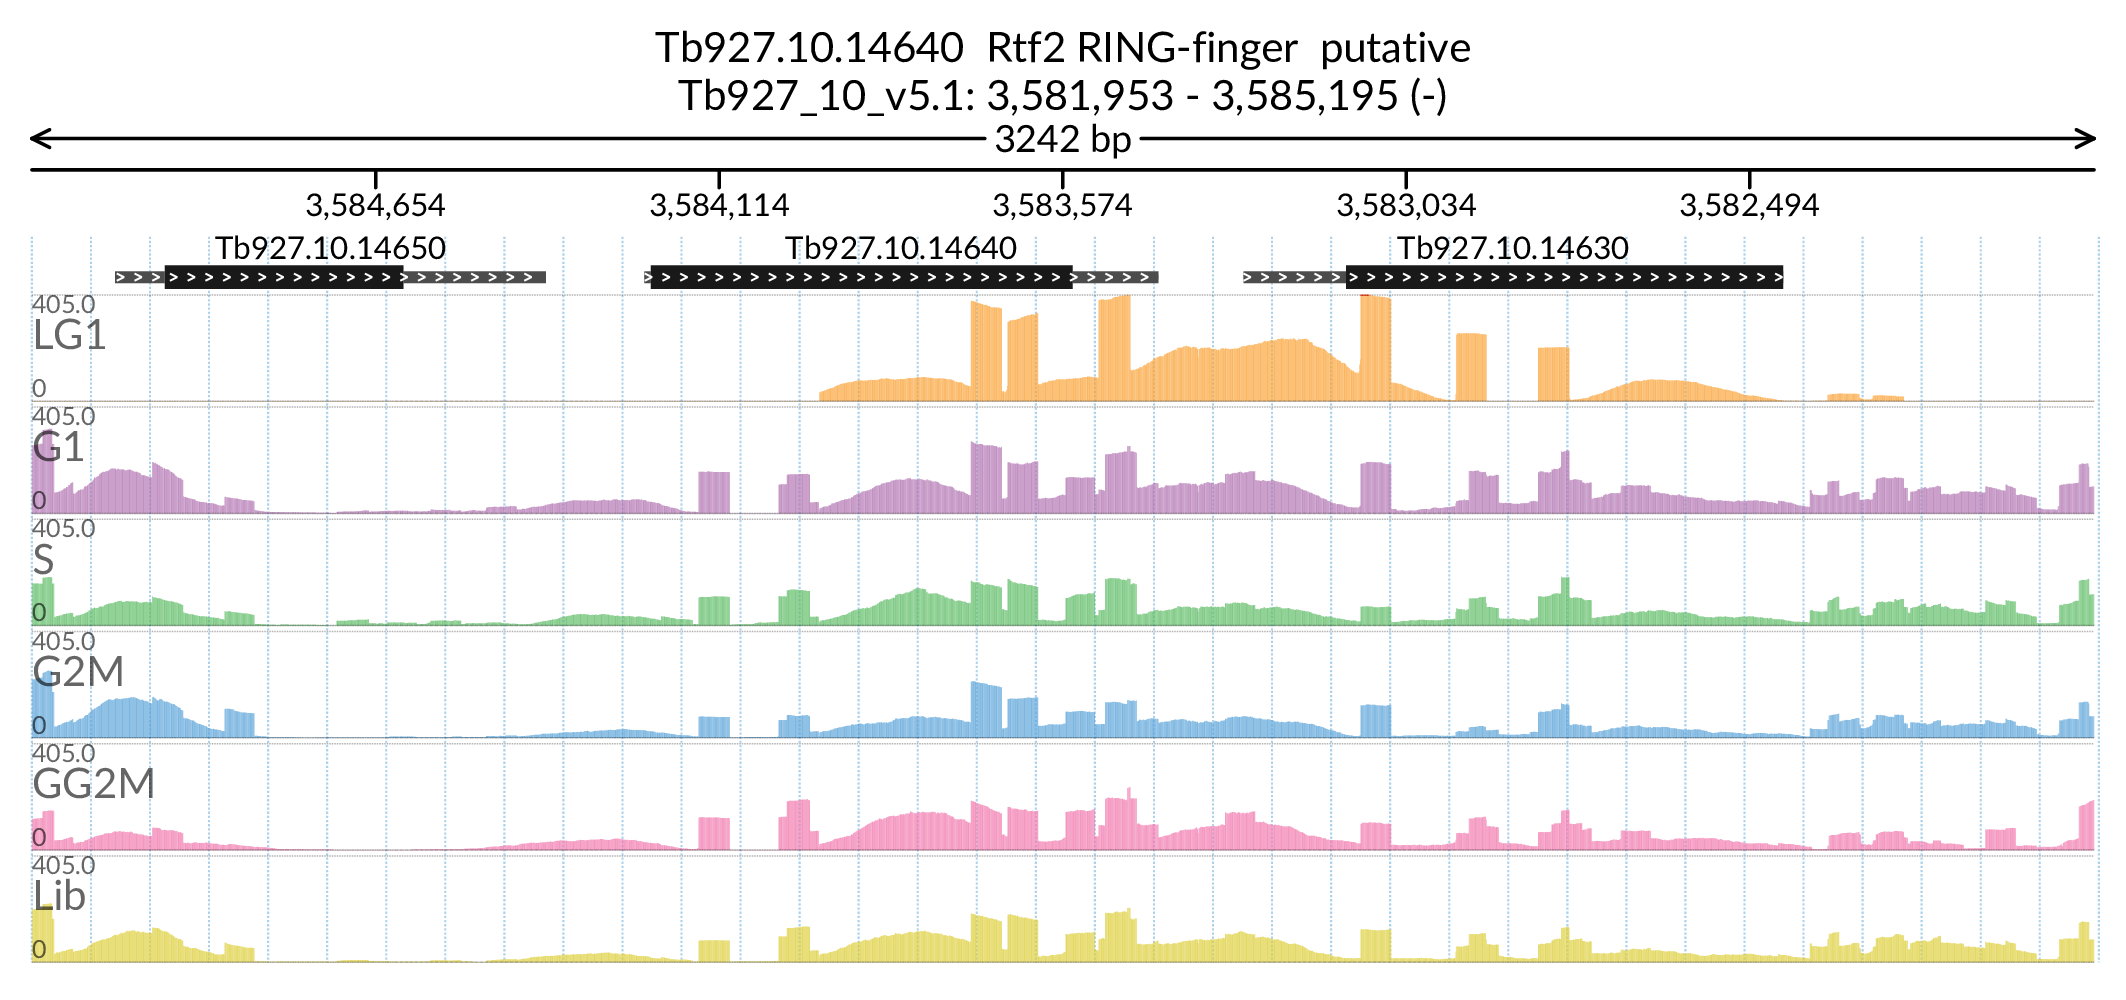 Tb927.10.14640  Rtf2 RING-finger  putative
Tb927_10_v5.1: 3,581,953 - 3,585,195 (-)
3242 bp
3,584,654 3,584,114 3,583,574 3,583,034 3,582,494
Tb927.10.14650 Tb927.10.14640 Tb927.10.14630
405.0
LG1
0
405.0
G1
0
405.0
S
0
405.0
G2M
0
405.0
GG2M
0
405.0
Lib
0